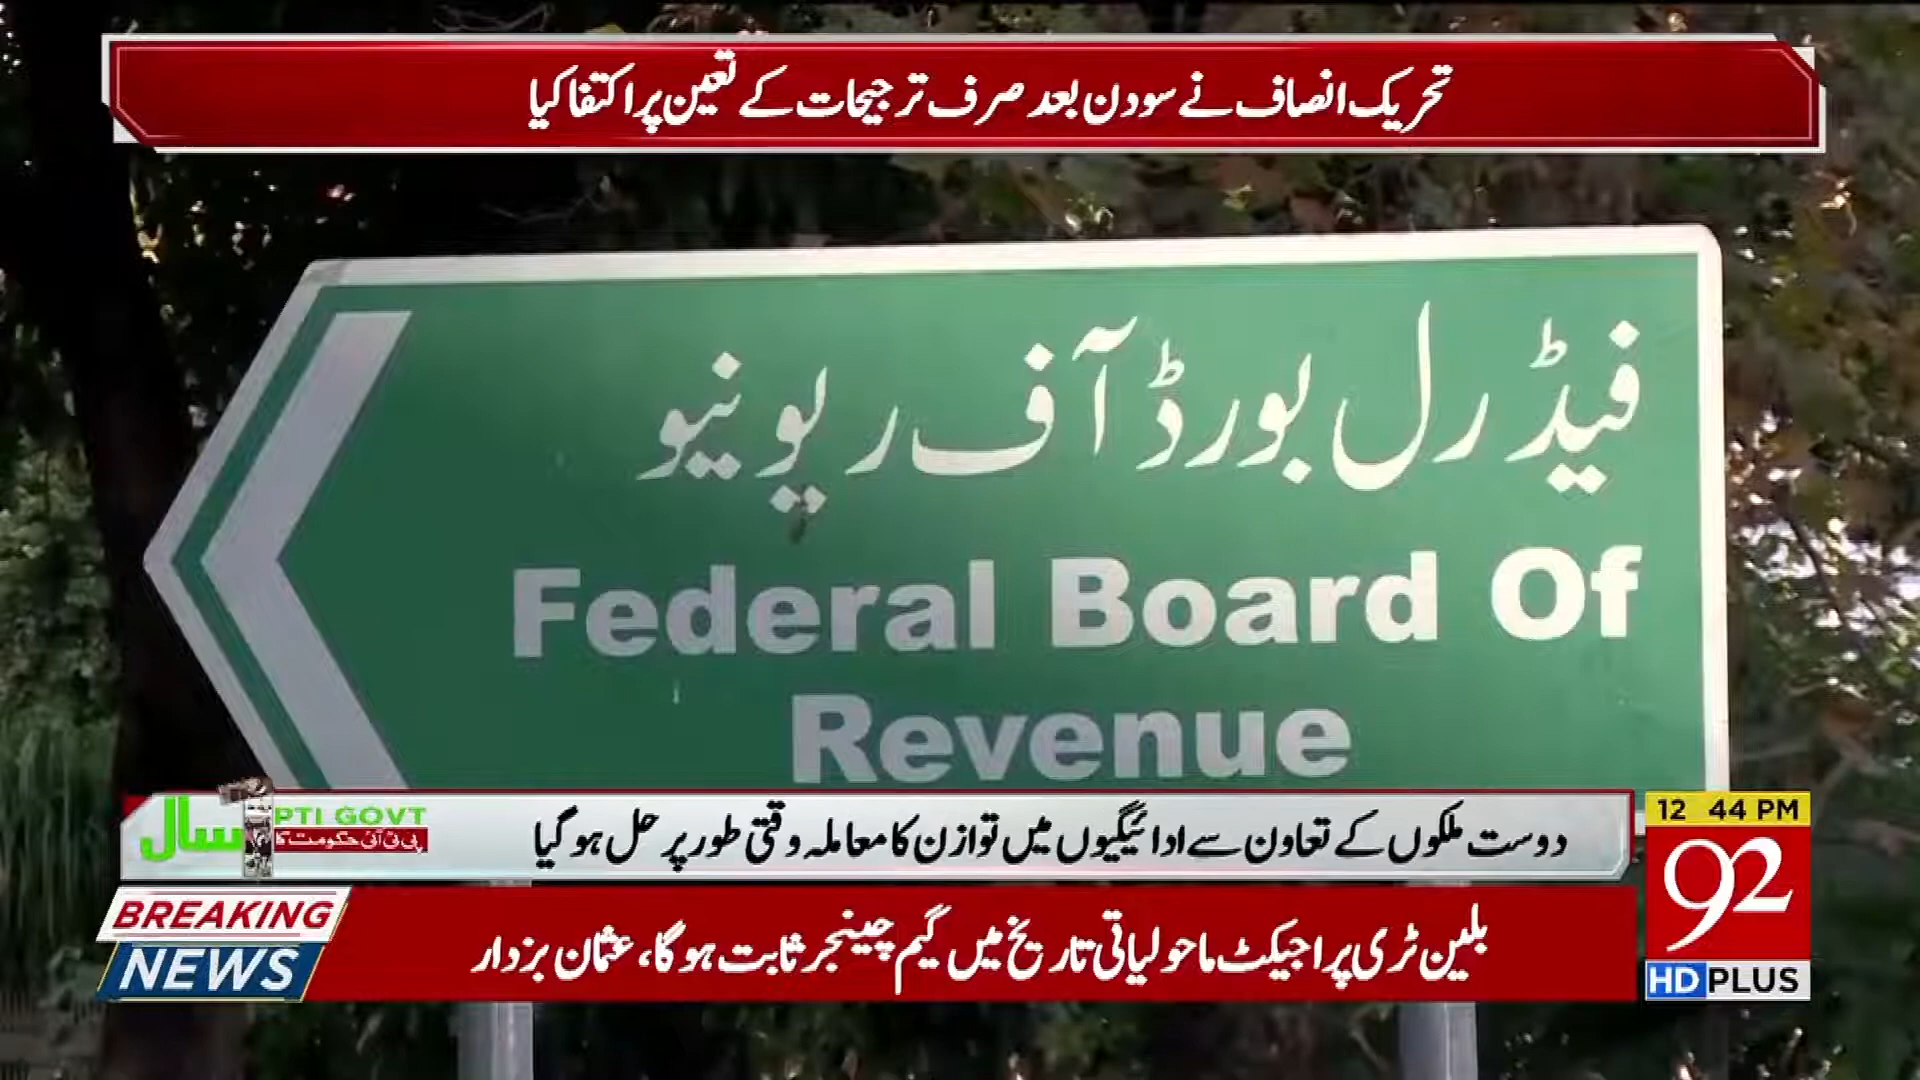 تحریک انصاف نے سو دن بعد صرف ترجیحات کے تعین پر اکتفا کیا
فیڈرل بورڈ آف ریونیو
Federal Board Of
Revenue
سال
PTI GOVT
پی ٹی آئی حکومت کا
دوست ملکوں کے تعاون سے ادائیگیوں میں توازن کا معاملہ وقتی طور پر حل ہو گیا
12 44 PM
92
HD PLUS
BREAKING
NEWS
بلین ٹری پراجیکٹ ماحولیاتی تاریخ میں گیم چینجر ثابت ہوگا، عثمان بزدار